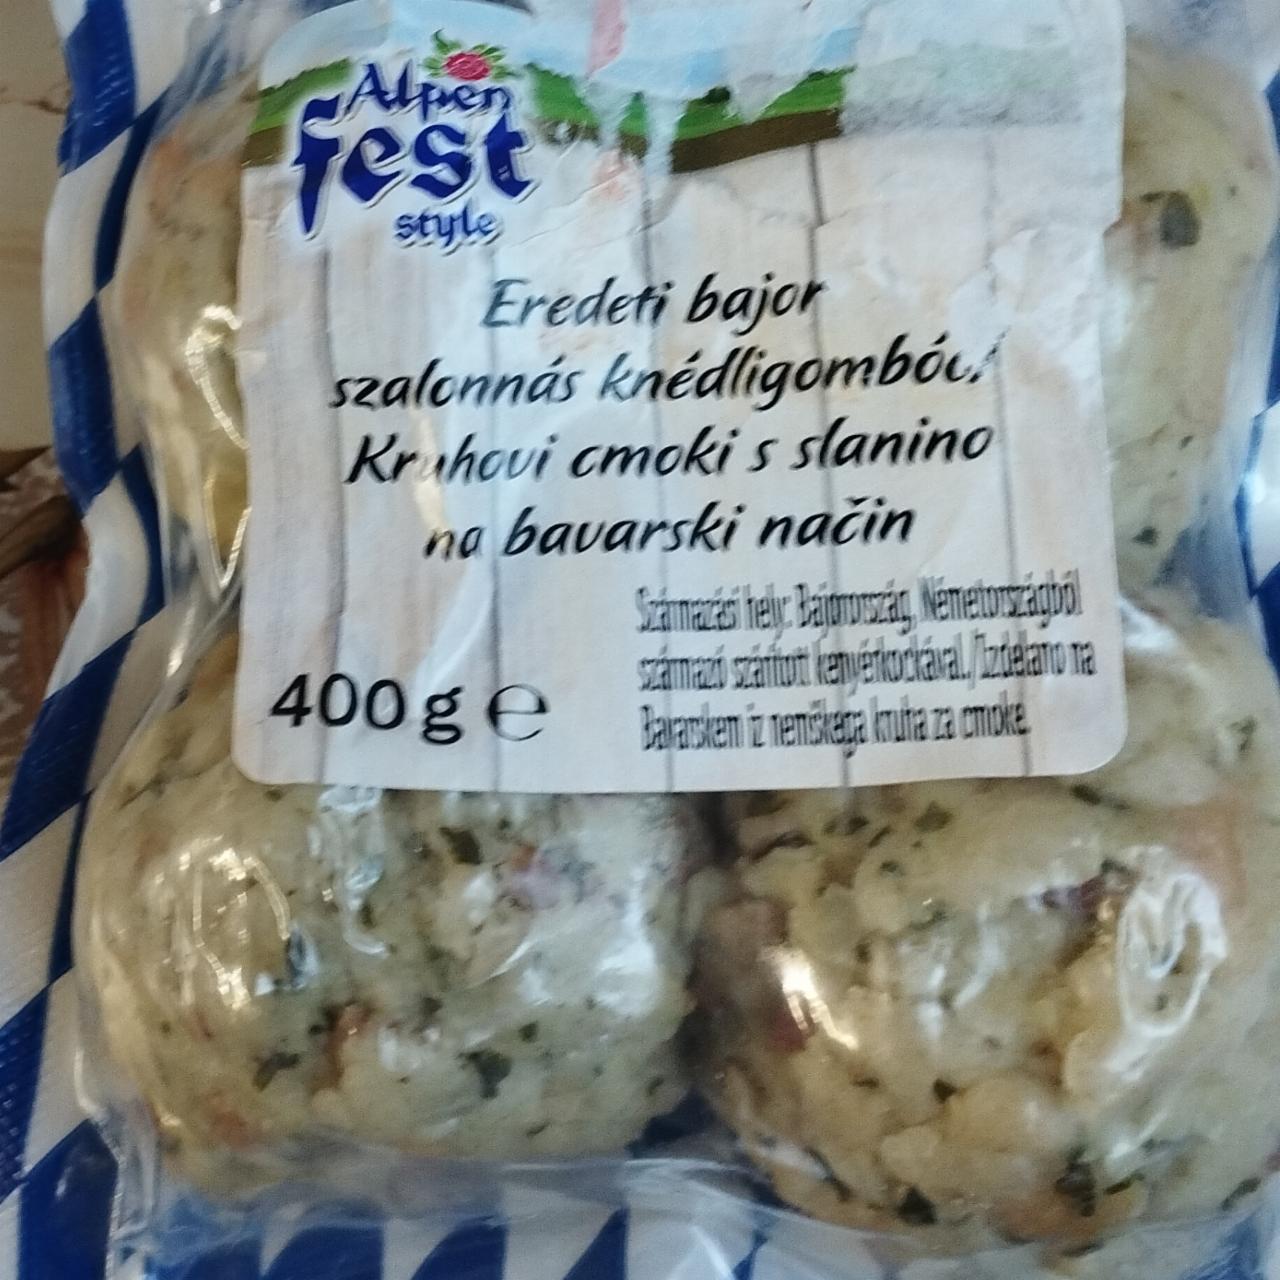 Alpen
fest
style
Eredeti bajor
szalonnás knédligombóc/
Kruhovi cmoki s slanino
na bavarski način
400 g ℮
Származási hely: Bajorország, Németországból
származó szárított kenyérkockával./Izdelano na
Bavarskem iz nemškega kruha za cmoke.